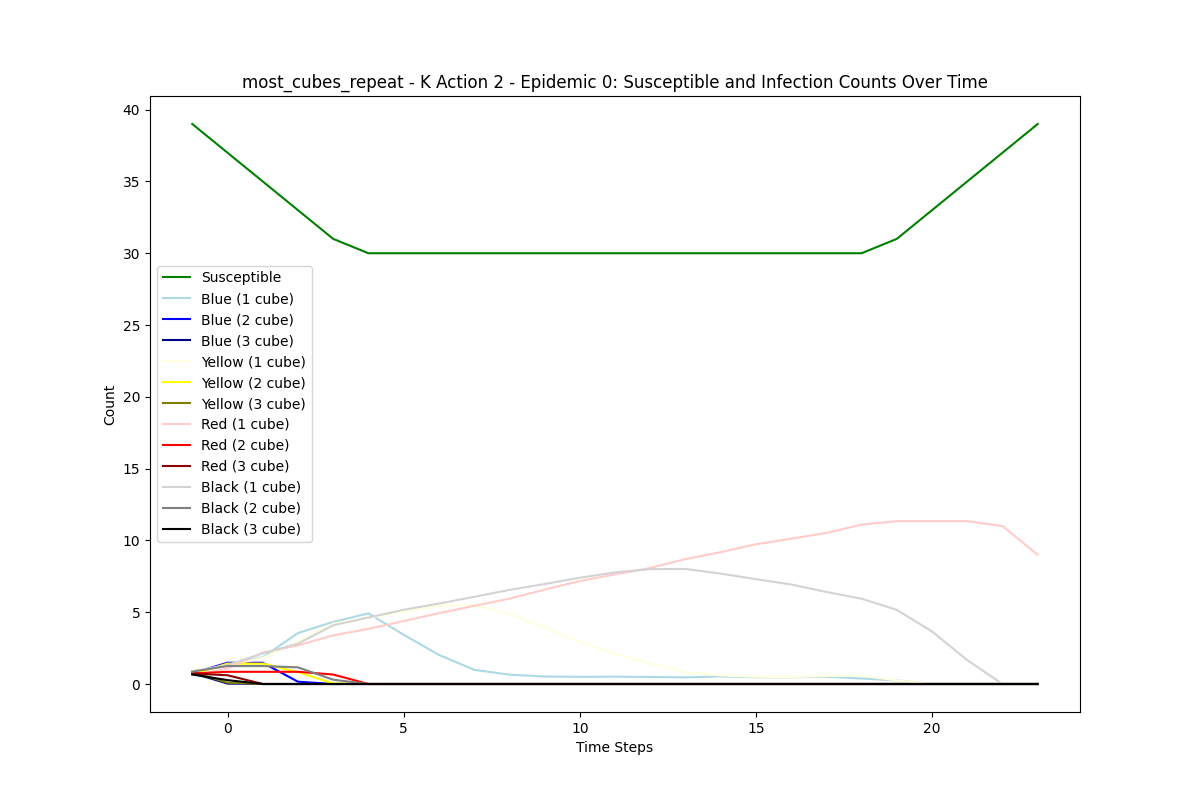 most_cubes_repeat - K Action 2 - Epidemic 0: Susceptible and Infection Counts Over Time
40
35
30
25
20
15
10
5
0
Count
Susceptible
Blue (1 cube)
Blue (2 cube)
Blue (3 cube)
Yellow (1 cube)
Yellow (2 cube)
Yellow (3 cube)
Red (1 cube)
Red (2 cube)
Red (3 cube)
Black (1 cube)
Black (2 cube)
Black (3 cube)
0 5 10 15 20
Time Steps